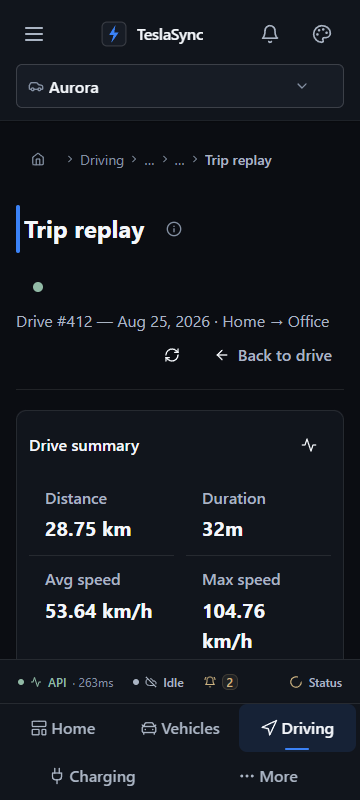 TeslaSync
Aurora
Driving
...
...
Trip replay
Trip replay
Drive #412 — Aug 25, 2026 · Home → Office
Back to drive
Drive summary
Distance
Duration
28.75 km
32m
Avg speed
Max speed
53.64 km/h
104.76
km/h
API · 263ms
Idle
2
Status
Home
Vehicles
Driving
Charging
More